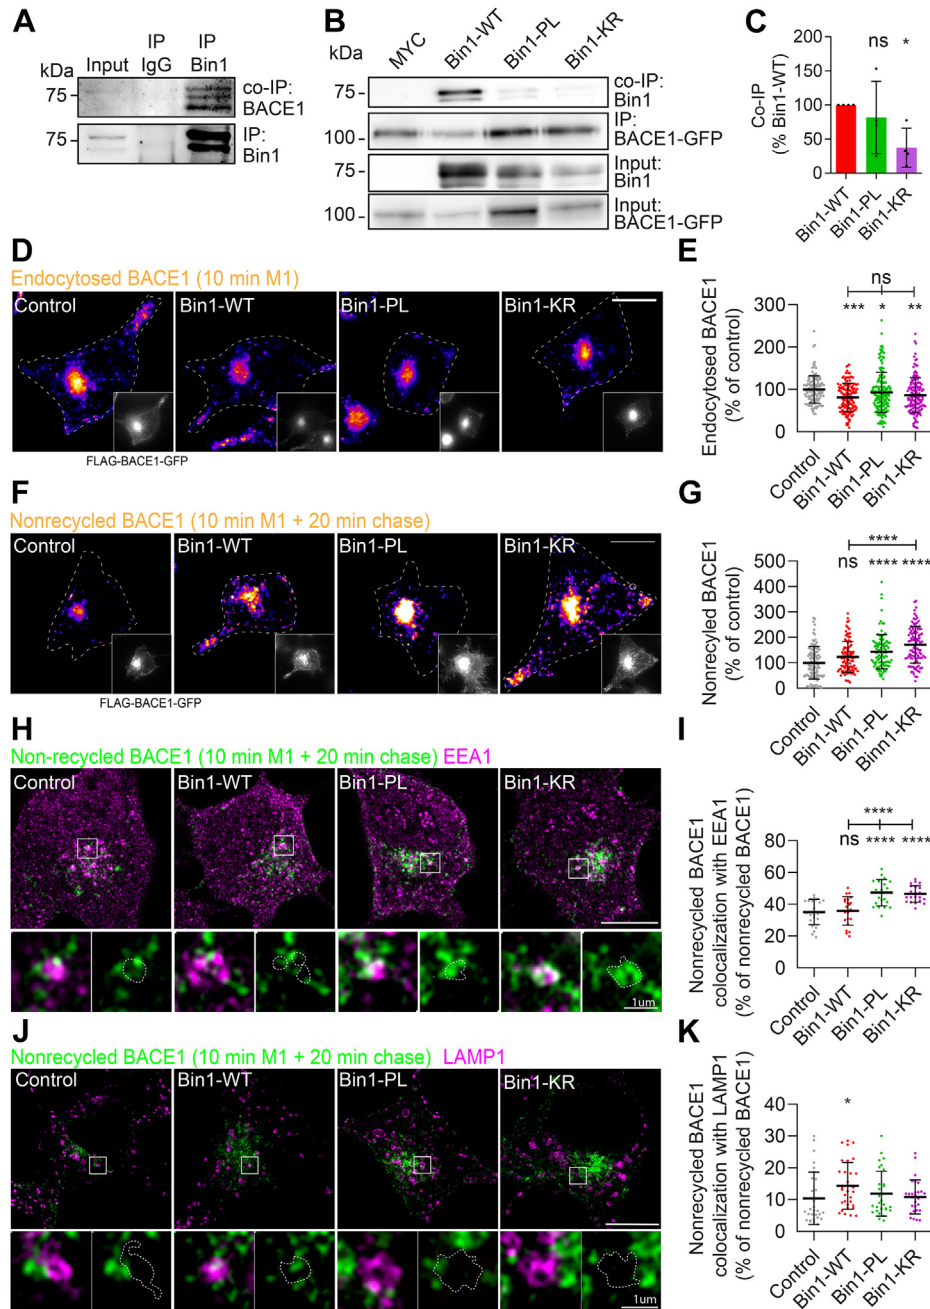 A
IP IP
Input IgG Bin1
kDa
75
co-IP:
BACE1
75
IP:
Bin1
B
kDa
MYC Bin1-WT Bin1-PL Bin1-KR
75
co-IP:
Bin1
100
IP:
BACE1-GFP
75
Input:
Bin1
100
Input:
BACE1-GFP
C
ns *
Co-IP
(% Bin1-WT)
200
150
100
50
0
Bin1-WT Bin1-PL Bin1-KR
D
Endocytosed BACE1 (10 min M1)
Control Bin1-WT Bin1-PL Bin1-KR
FLAG-BACE1-GFP
E
ns
*** * **
Endocytosed BACE1
(% of control)
300
200
100
0
Control Bin1-WT Bin1-PL Bin1-KR
F
Nonrecycled BACE1 (10 min M1 + 20 min chase)
Control Bin1-WT Bin1-PL Bin1-KR
FLAG-BACE1-GFP
G
****
ns **** ****
Nonrecyled BACE1
(% of control)
500
400
300
200
100
0
Control Bin1-WT Bin1-PL Binn1-KR
H
Non-recycled BACE1 (10 min M1 + 20 min chase) EEA1
Control Bin1-WT Bin1-PL Bin1-KR
1um
I
****
ns **** ****
Nonrecycled BACE1
colocalization with EEA1
(% of nonrecycled BACE1)
80
60
40
20
0
Control Bin1-WT Bin1-PL Bin1-KR
J
Nonrecycled BACE1 (10 min M1 + 20 min chase) LAMP1
Control Bin1-WT Bin1-PL Bin1-KR
1um
K
*
Nonrecycled BACE1
colocalization with LAMP1
(% of nonrecycled BACE1)
40
30
20
10
0
Control Bin1-WT Bin1-PL Bin1-KR